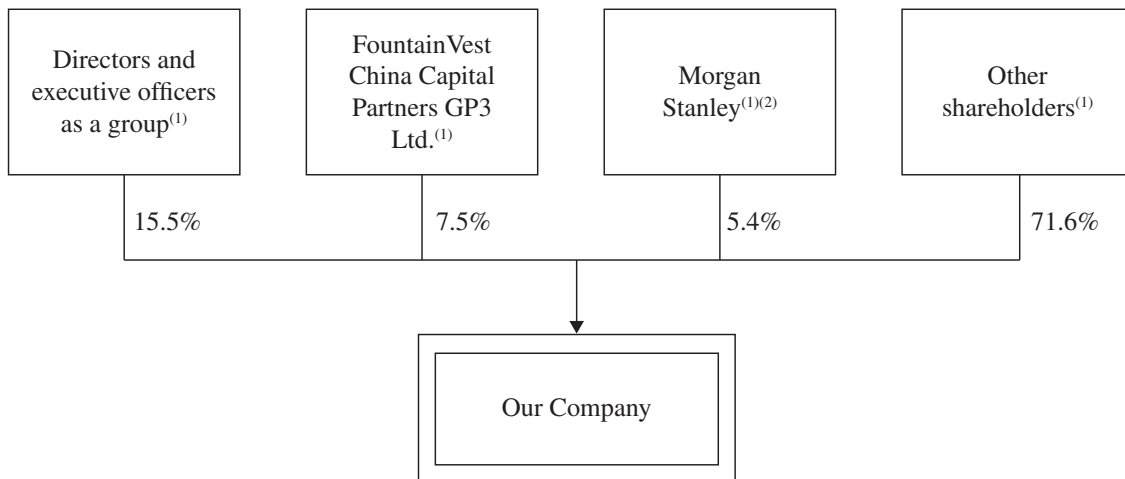 Directors and
executive officers
as a group(1)
FountainVest
China Capital
Partners GP3
Ltd.(1)
Morgan
Stanley(1)(2)
Other
shareholders(1)
15.5%
7.5%
5.4%
71.6%
Our Company